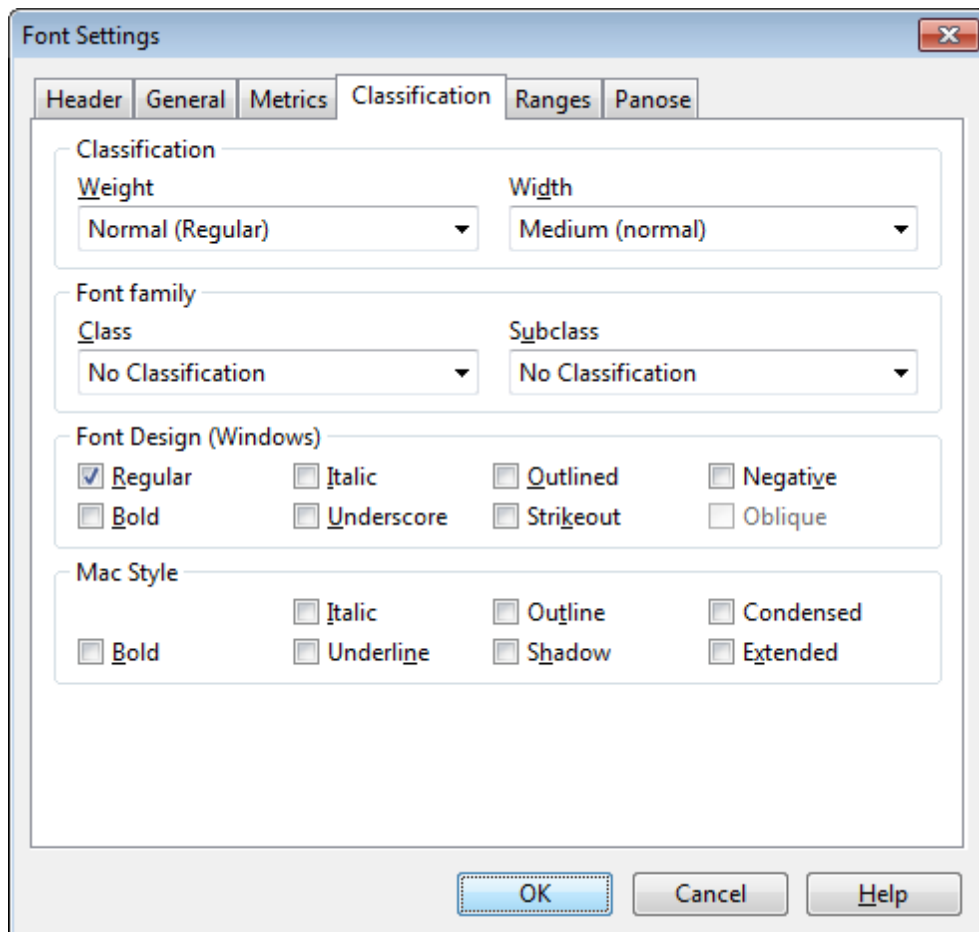 Font Settings
Header General Metrics Classification Ranges Panose
Classification
Weight Width
Normal (Regular) Medium (normal)
Font family
Class Subclass
No Classification No Classification
Font Design (Windows)
Regular Italic Outlined Negative
Bold Underscore Strikeout Oblique
Mac Style
Italic Outline Condensed
Bold Underline Shadow Extended
OK Cancel Help